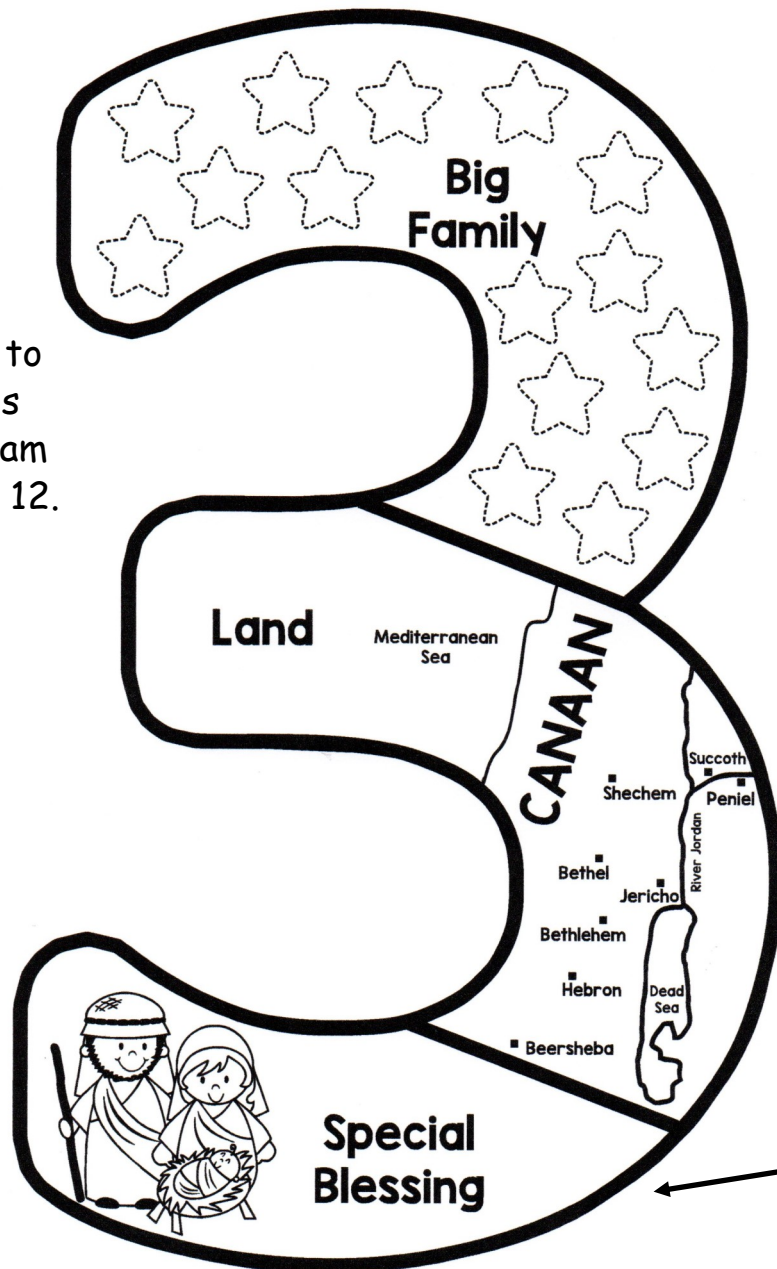 Big
Family
to
s
am
12.
Land
Mediterranean
Sea
CANAAN
Succoth
Peniel
Shechem
River Jordan
Bethel
Jericho
Bethlehem
Hebron
Dead
Sea
Beersheba
Special
Blessing